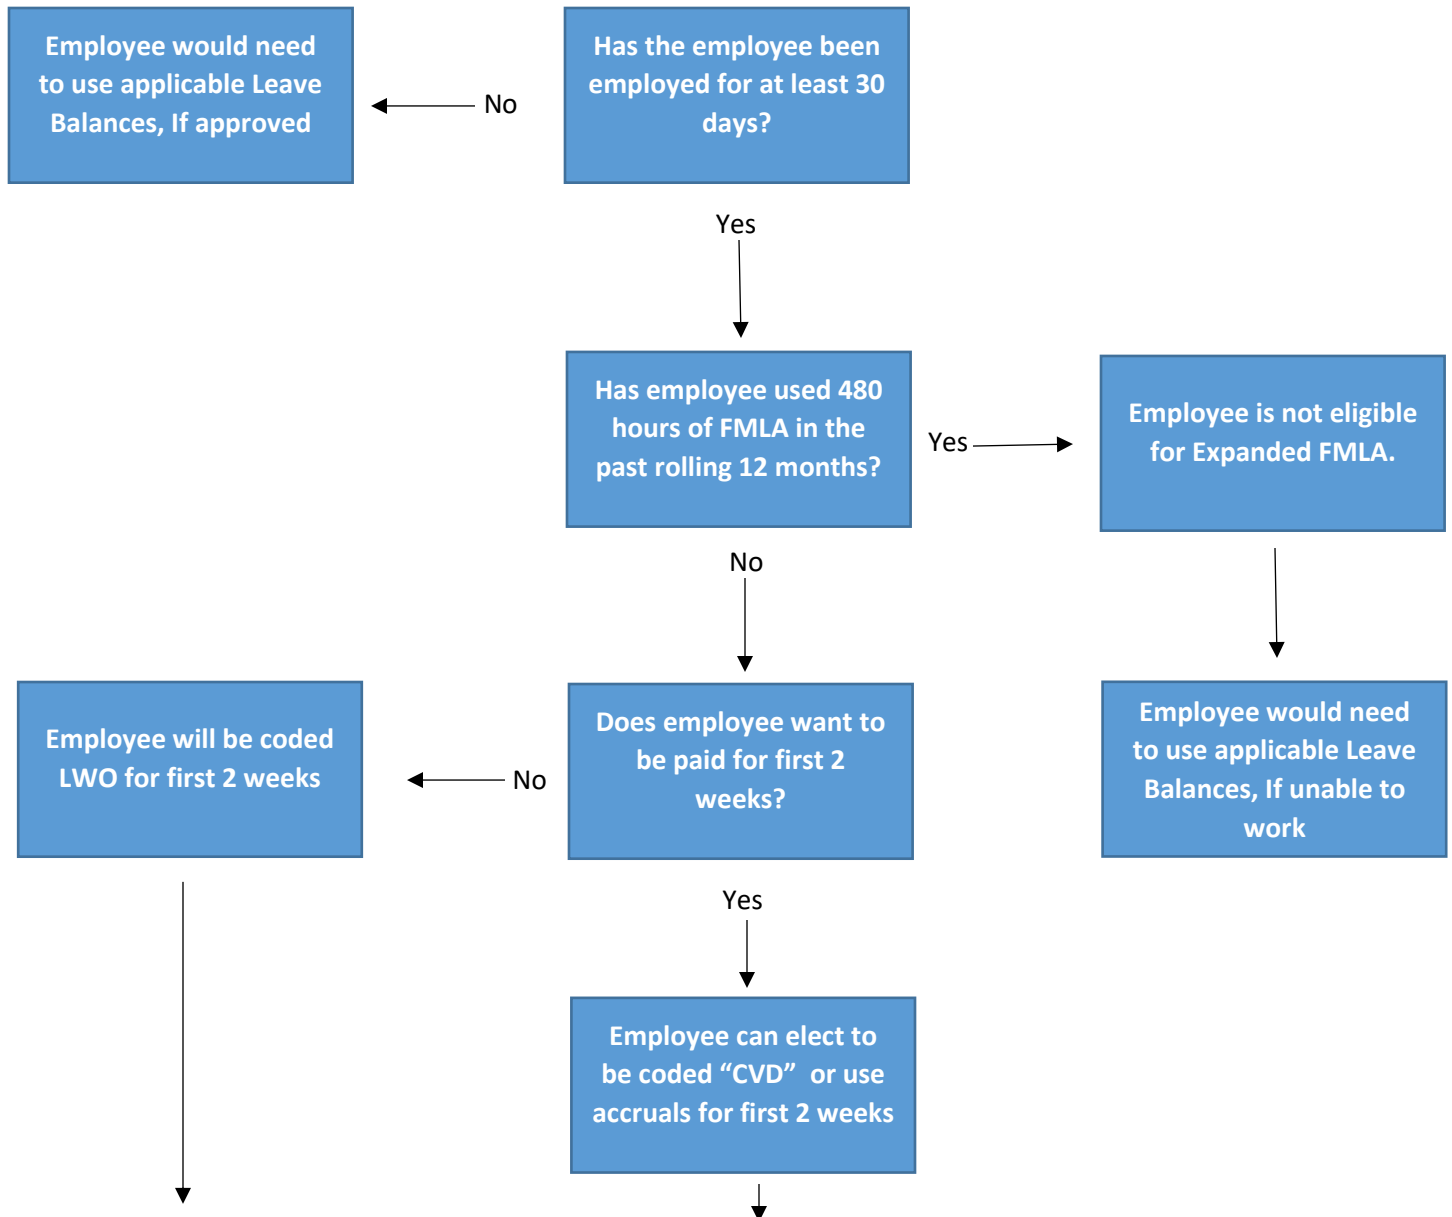 Employee would need
to use applicable Leave
Balances, If approved
No
Has the employee been
employed for at least 30
days?
Yes
Has employee used 480
hours of FMLA in the
past rolling 12 months?
Yes
Employee is not eligible
for Expanded FMLA.
No
Employee will be coded
LWO for first 2 weeks
No
Does employee want to
be paid for first 2
weeks?
Employee would need
to use applicable Leave
Balances, If unable to
work
Yes
Employee can elect to
be coded “CVD” or use
accruals for first 2 weeks